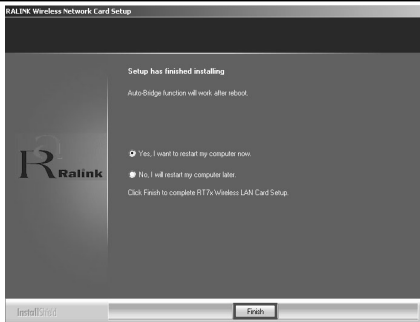 RALINK Wireless Network Card Setup
Setup has finished installing
Auto-Bridge function will work after reboot.
Yes, I want to restart my computer now.
No, I will restart my computer later.
Ralink
Click Finish to complete RT7x Wireless LAN Card Setup.
InstallShield
Finish